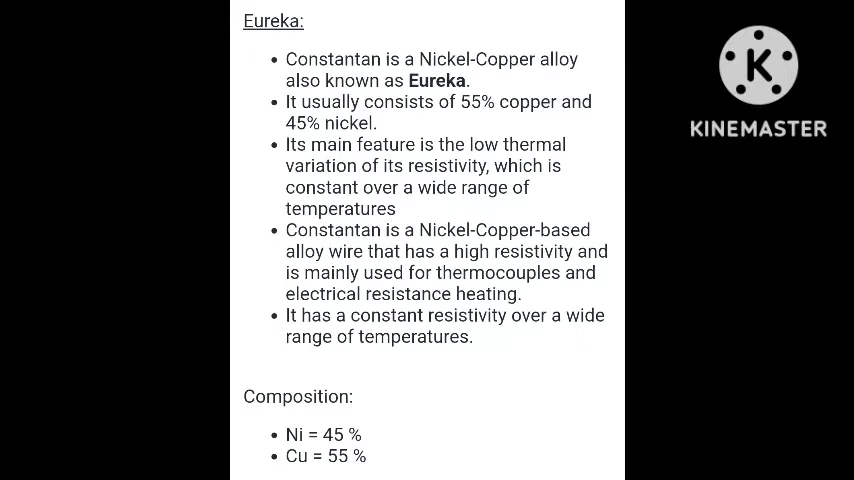 Eureka:
• Constantan is a Nickel-Copper alloy
also known as Eureka.
• It usually consists of 55% copper and
45% nickel.
• Its main feature is the low thermal
variation of its resistivity, which is
constant over a wide range of
temperatures
• Constantan is a Nickel-Copper-based
alloy wire that has a high resistivity and
is mainly used for thermocouples and
electrical resistance heating.
• It has a constant resistivity over a wide
range of temperatures.
Composition:
• Ni = 45 %
• Cu = 55 %
K
KINEMASTER